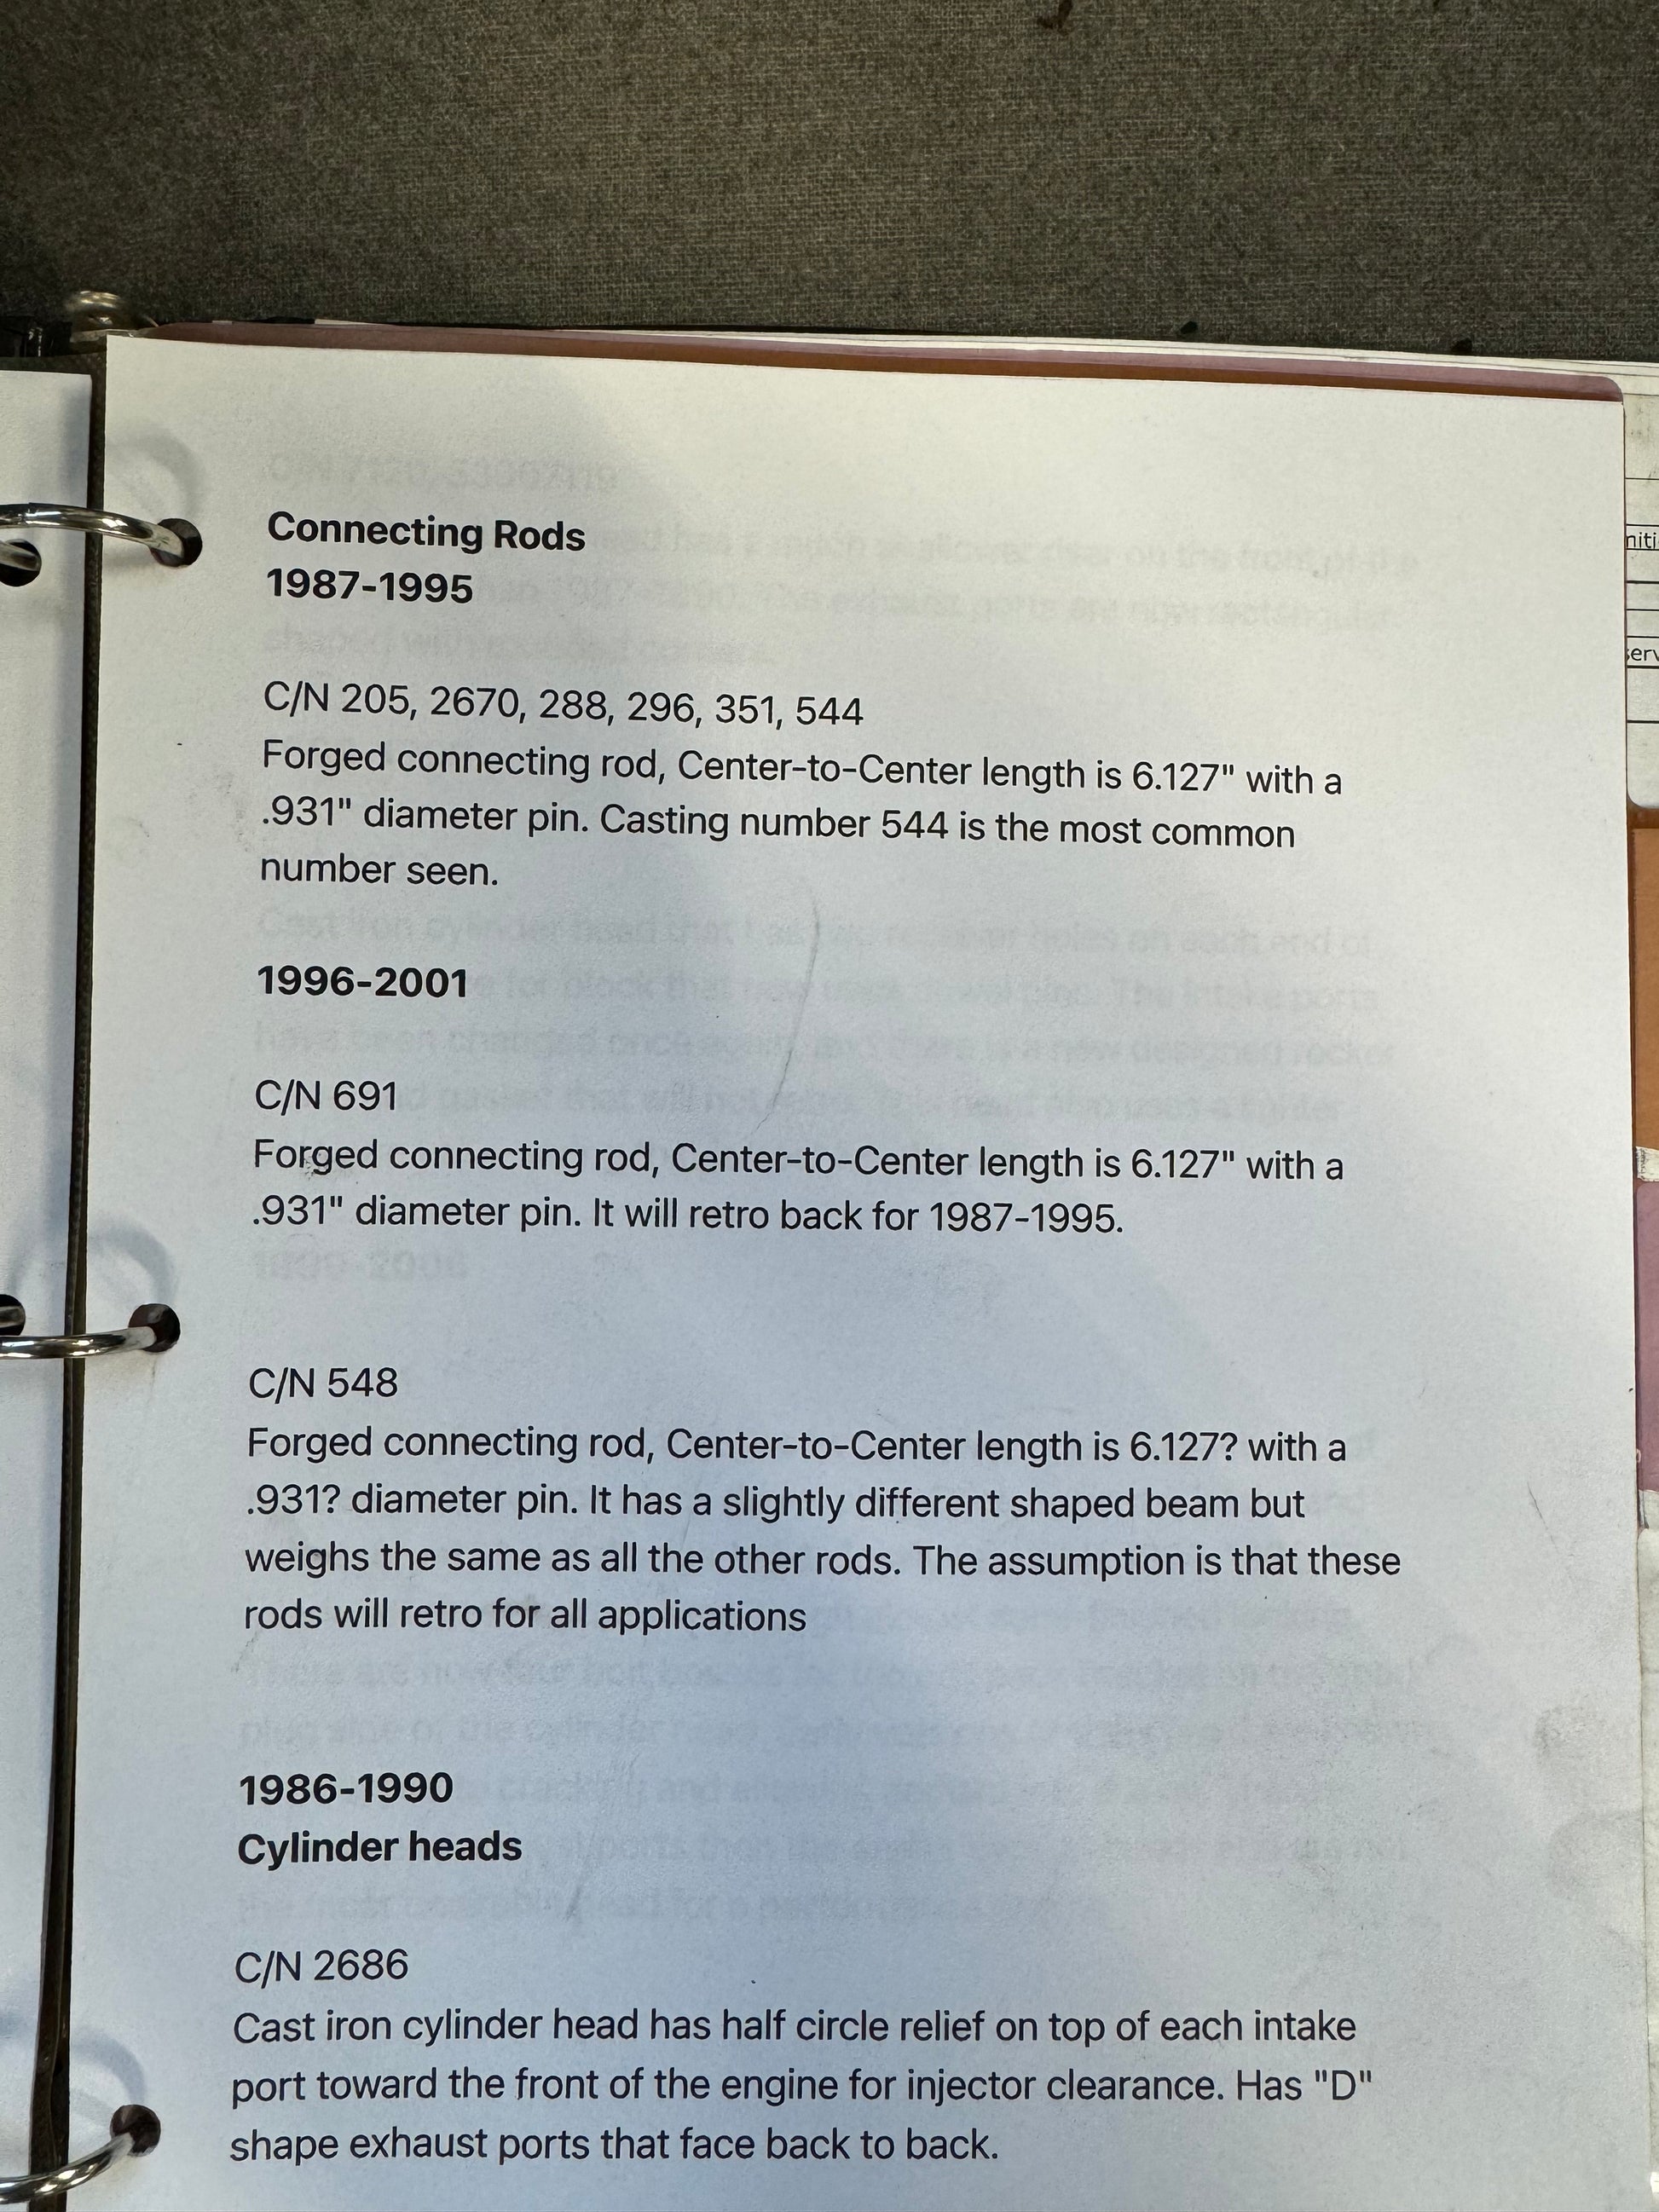 Connecting Rods
1987-1995
C/N 205, 2670, 288, 296, 351, 544
Forged connecting rod, Center-to-Center length is 6.127" with a
.931" diameter pin. Casting number 544 is the most common
number seen.
1996-2001
C/N 691
Forged connecting rod, Center-to-Center length is 6.127" with a
.931" diameter pin. It will retro back for 1987-1995.
C/N 548
Forged connecting rod, Center-to-Center length is 6.127? with a
.931? diameter pin. It has a slightly different shaped beam but
weighs the same as all the other rods. The assumption is that these
rods will retro for all applications
1986-1990
Cylinder heads
C/N 2686
Cast iron cylinder head has half circle relief on top of each intake
port toward the front of the engine for injector clearance. Has "D"
shape exhaust ports that face back to back.